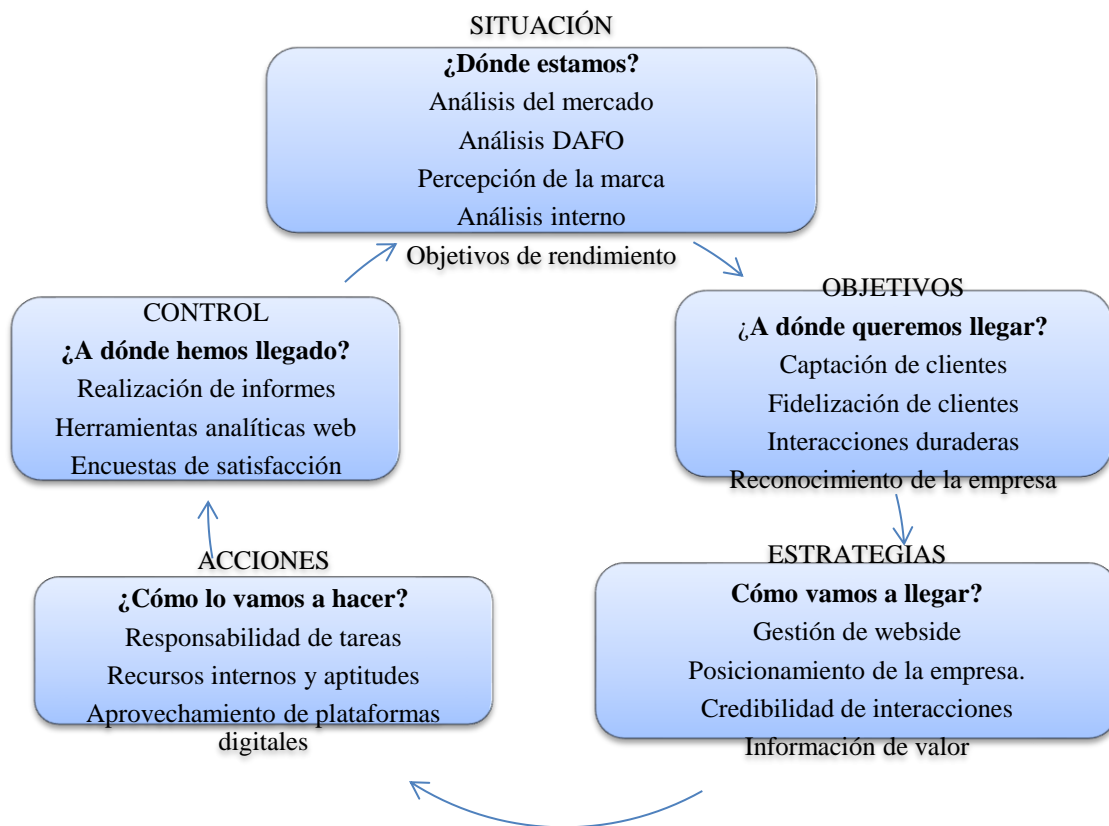 SITUACIÓN
¿Dónde estamos?
Análisis del mercado
Análisis DAFO
Percepción de la marca
Análisis interno
Objetivos de rendimiento
OBJETIVOS
¿A dónde queremos llegar?
Captación de clientes
Fidelización de clientes
Interacciones duraderas
Reconocimiento de la empresa
ESTRATEGIAS
Cómo vamos a llegar?
Gestión de webside
Posicionamiento de la empresa.
Credibilidad de interacciones
Información de valor
ACCIONES
¿Cómo lo vamos a hacer?
Responsabilidad de tareas
Recursos internos y aptitudes
Aprovechamiento de plataformas
digitales
CONTROL
¿A dónde hemos llegado?
Realización de informes
Herramientas analíticas web
Encuestas de satisfacción